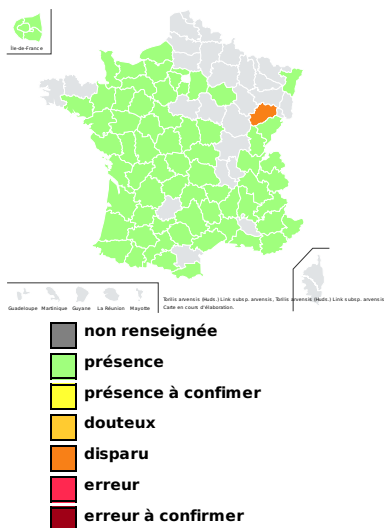 Île-de-France
Guadeloupe Martinique Guyane La Réunion Mayotte
Torilis arvensis (Huds.) Link subsp. arvensis, Torilis arvensis (Huds.) Link subsp. arvensis
Carte en cours d'élaboration.
non renseignée
présence
présence à confimer
douteux
disparu
erreur
erreur à confirmer